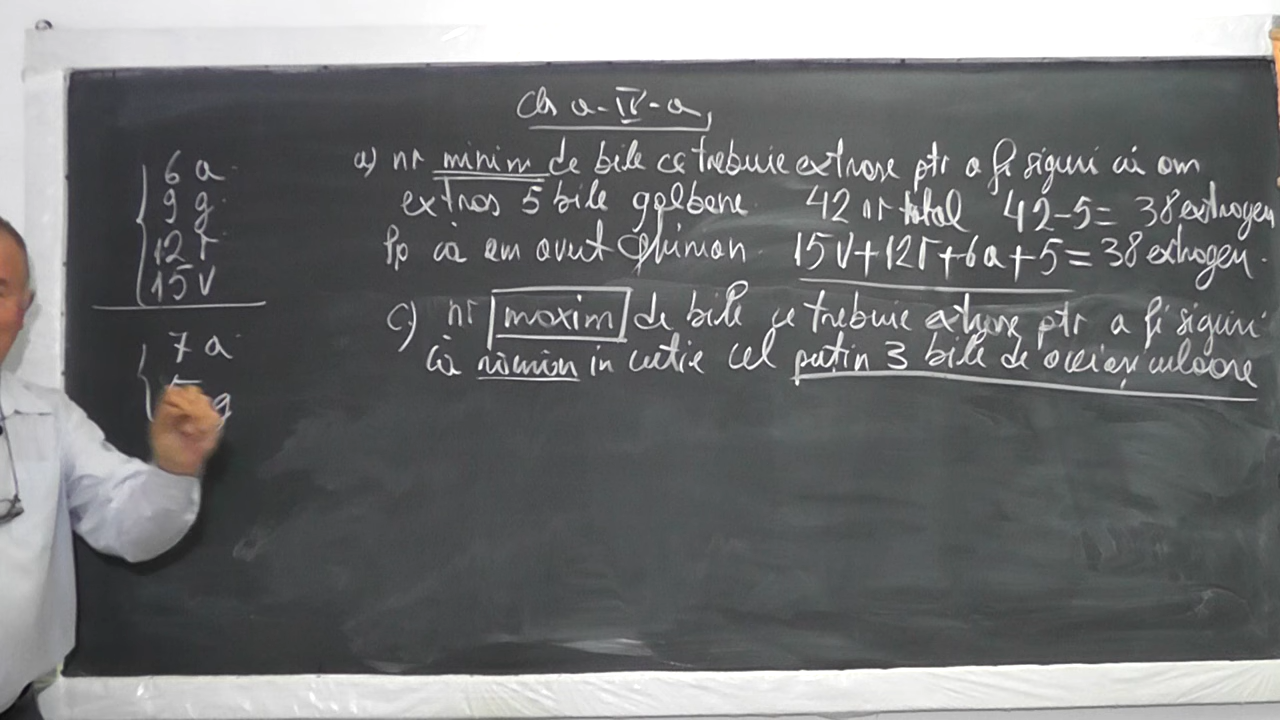 Cls a-IV-a
6 a
9 g
12 r
15 V
7 a
g
a) nr minim de bile ce trebuie extrase ptr a fi siguri că am
extras 5 bile galbene. 42 nr total 42-5= 38 extrageri
Pp că am avut ghinion. 15V+12r+6a+5=38 extrageri.
c) nr maxim de bile ce trebuie extrase ptr a fi siguri
că rămân in cutie cel puțin 3 bile de aceiași culoare